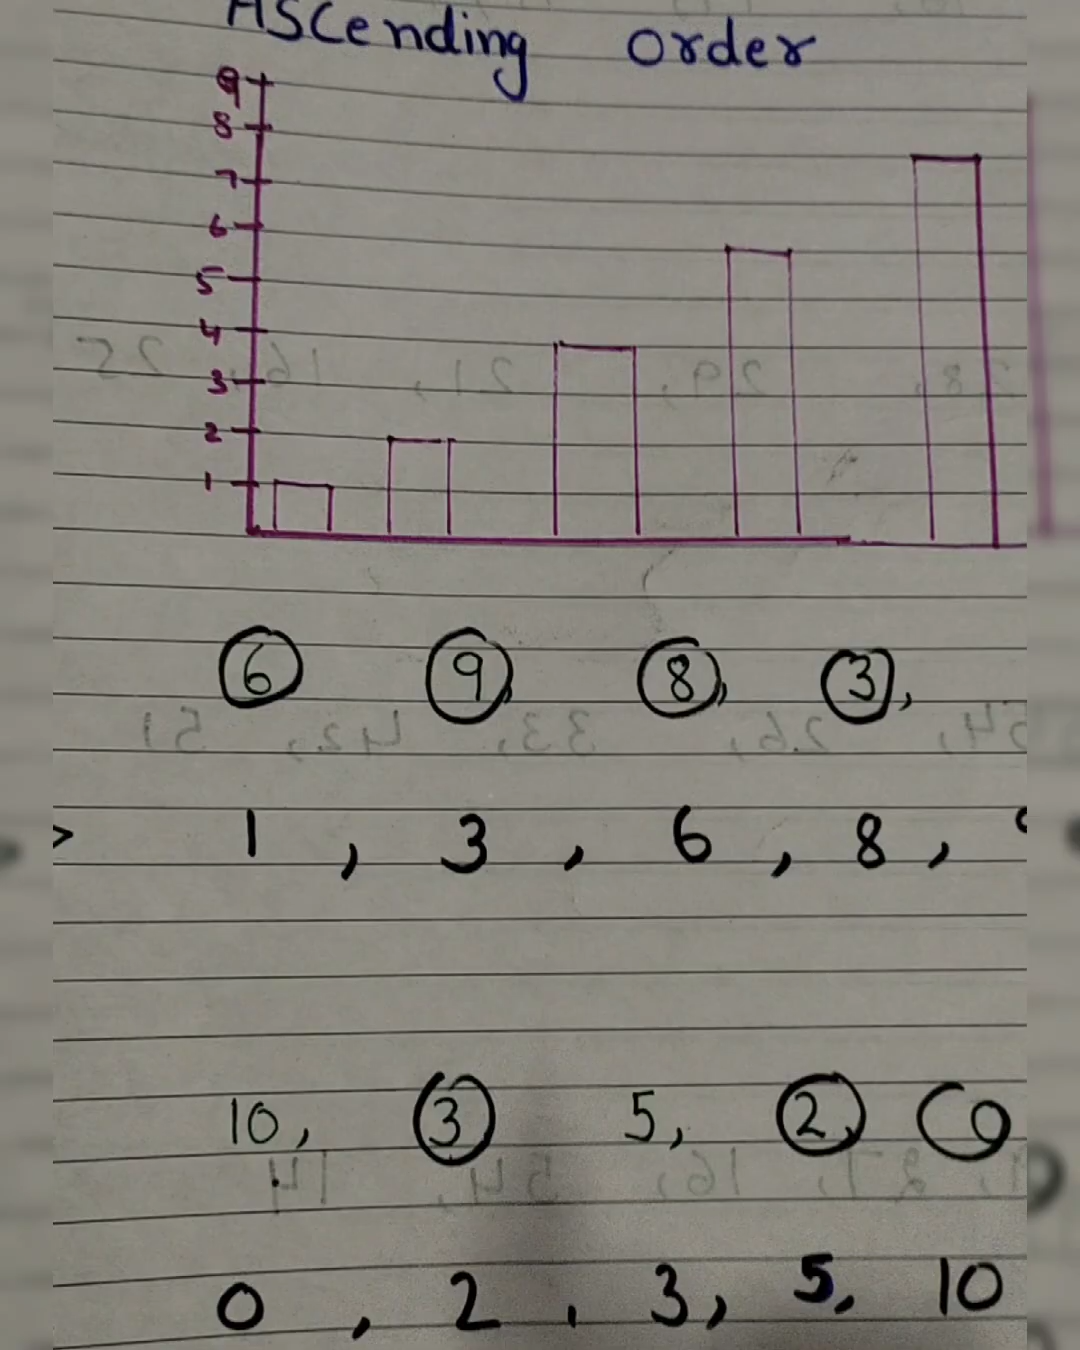 Ascending order
9
8
7
6
5
4
3
2
1
6 9, 8, 3,
1, 3, 6, 8,
10, 3 5, 2, 0
0, 2, 3, 5, 10